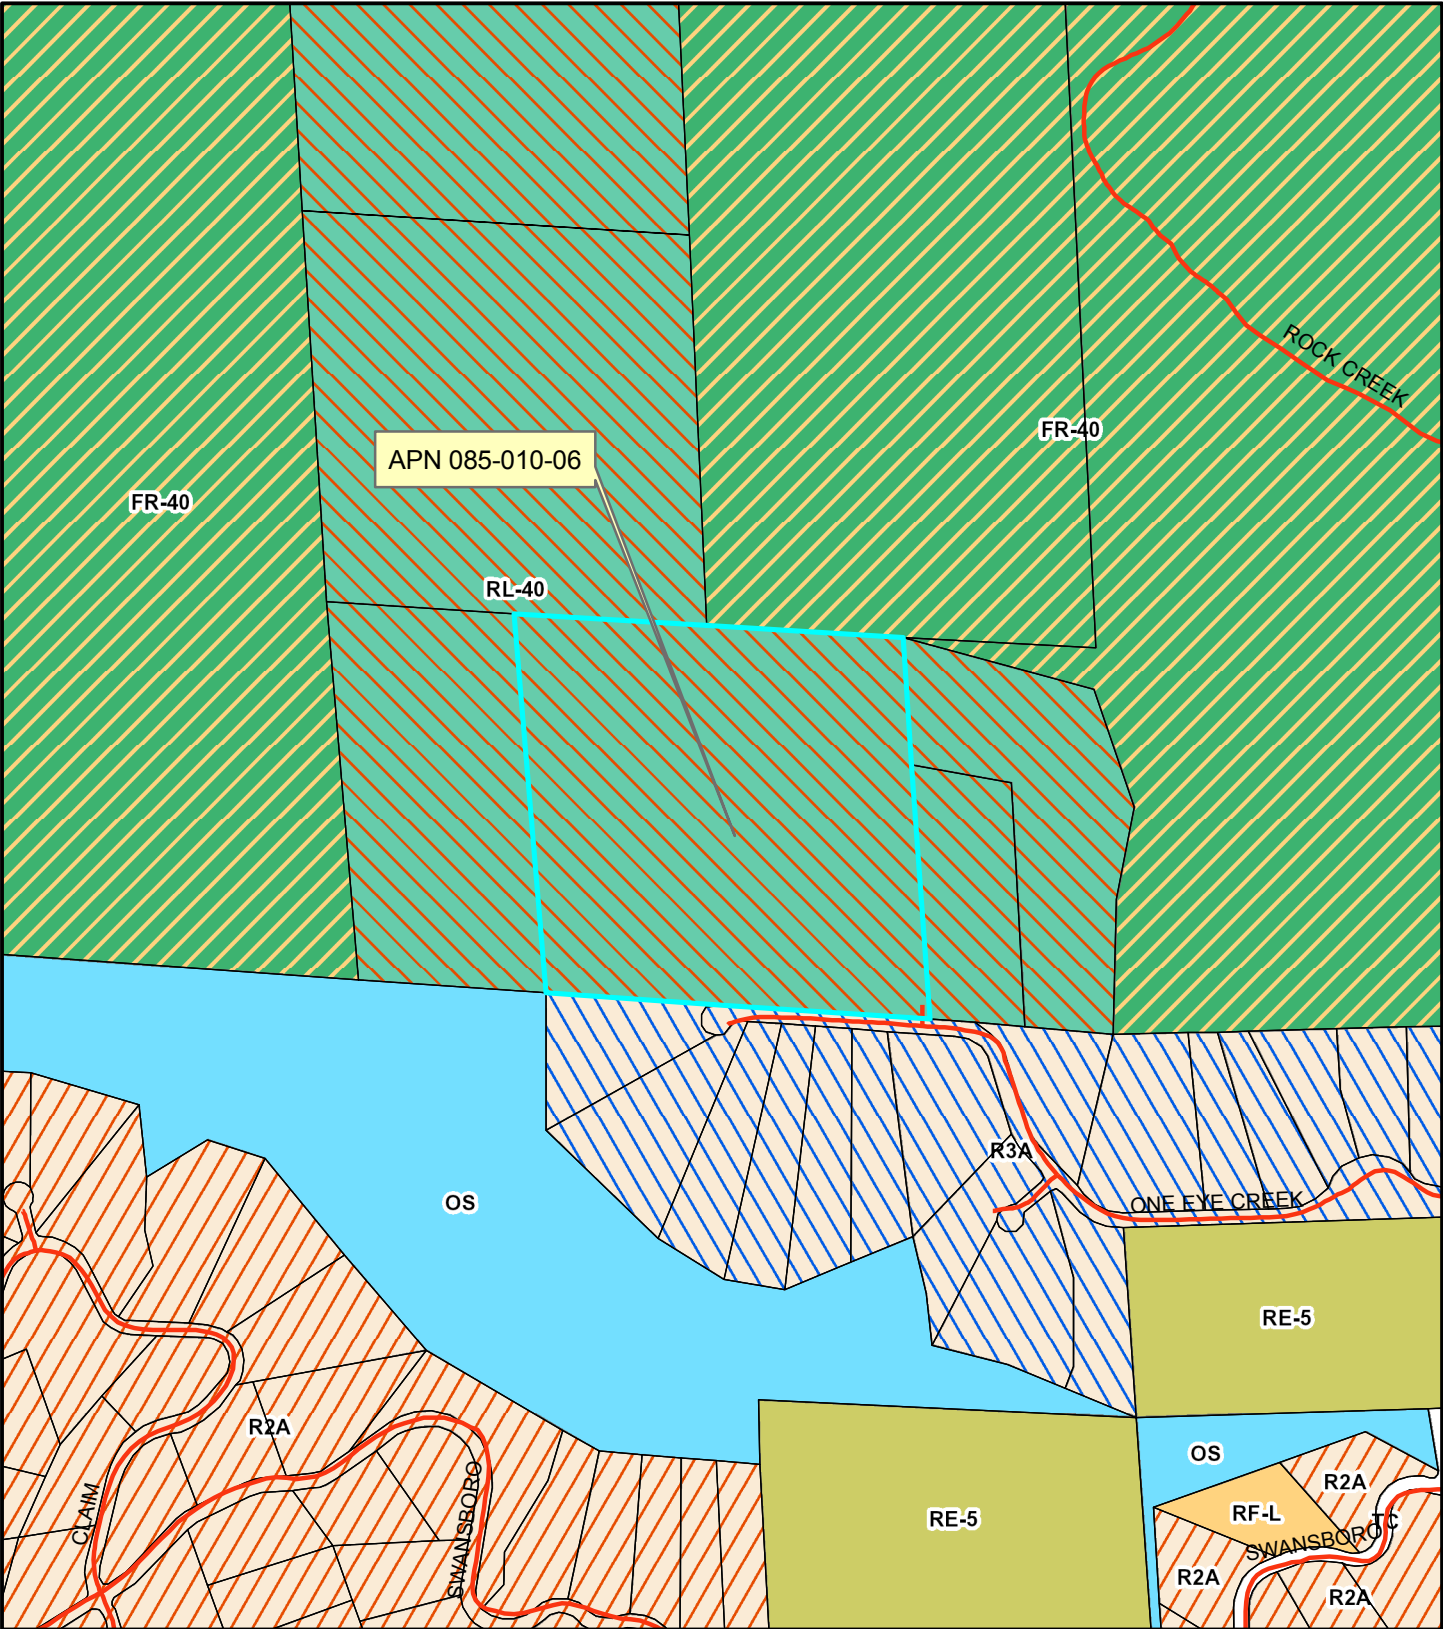 ROCK CREEK
FR-40
APN 085-010-06
FR-40
RL-40
R3A
OS
ONE EYE CREEK
RE-5
R2A
OS
R2A
CLAIM
SWANSBORO
RE-5
RF-L
TC
SWANSBORO
R2A
R2A